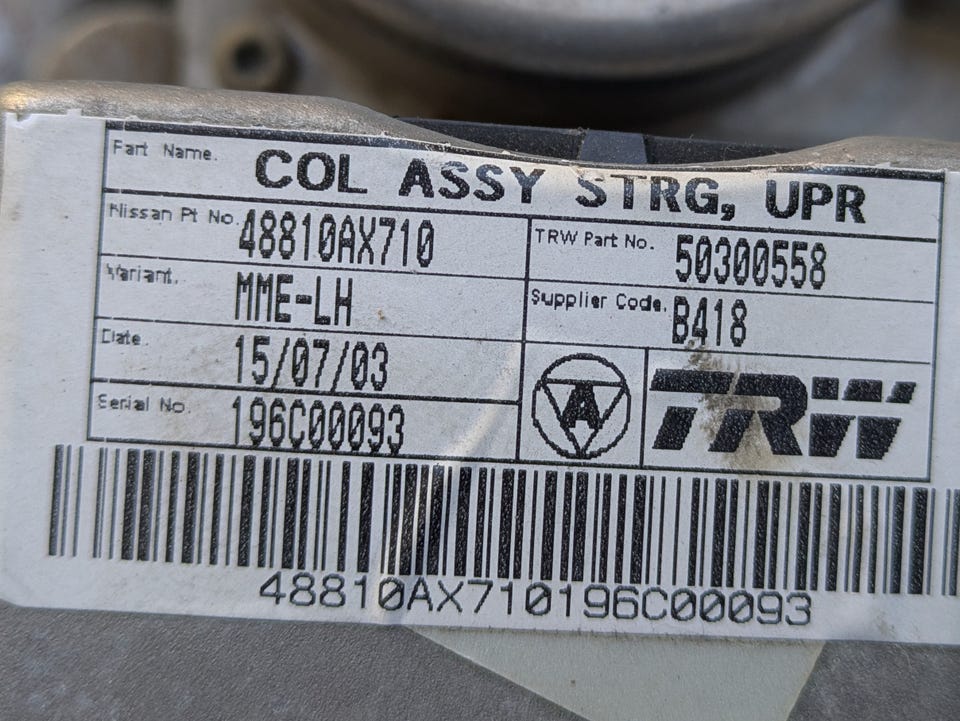 Part Name. COL ASSY STRG, UPR
Nissan Pt No. 48810AX710 TRW Part No. 50300558
Variant. MME-LH Supplier Code. B418
Date. 15/07/03
Serial No. 196C00093 A TRW
48810AX710196C00093